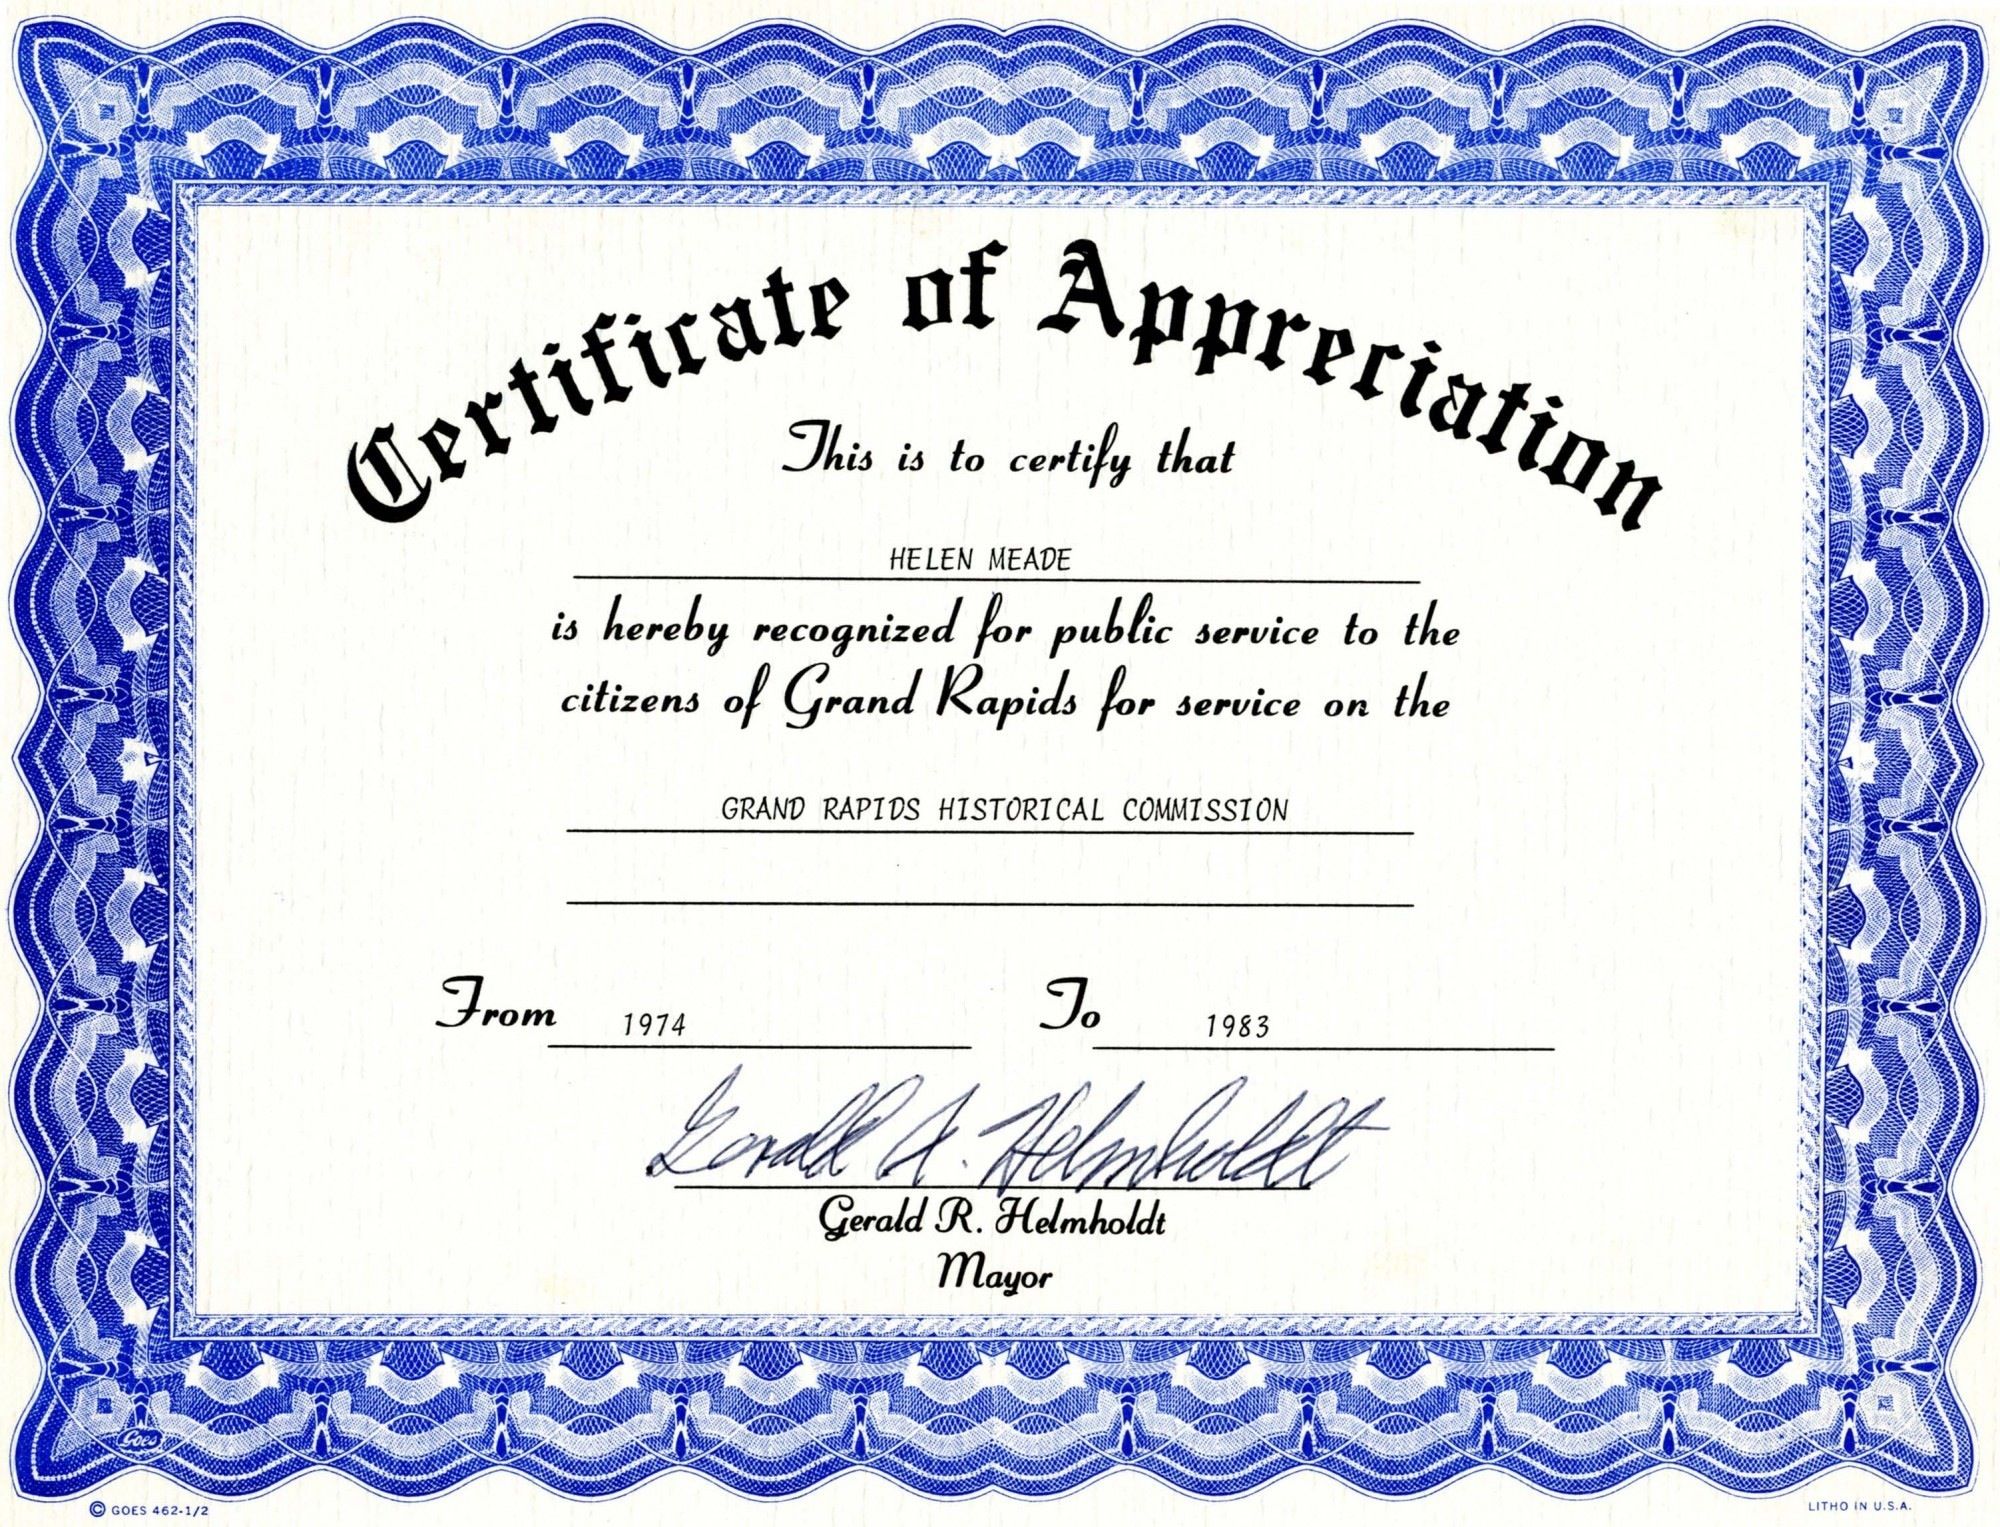 Certificate of Appreciation
This is to certify that
HELEN MEADE
is hereby recognized for public service to the
citizens of Grand Rapids for service on the
GRAND RAPIDS HISTORICAL COMMISSION
From 1974 To 1983
Gerald R. Helmholdt
Gerald R. Helmholdt
Mayor
Goes
© GOES 462-1/2
LITHO IN U.S.A.